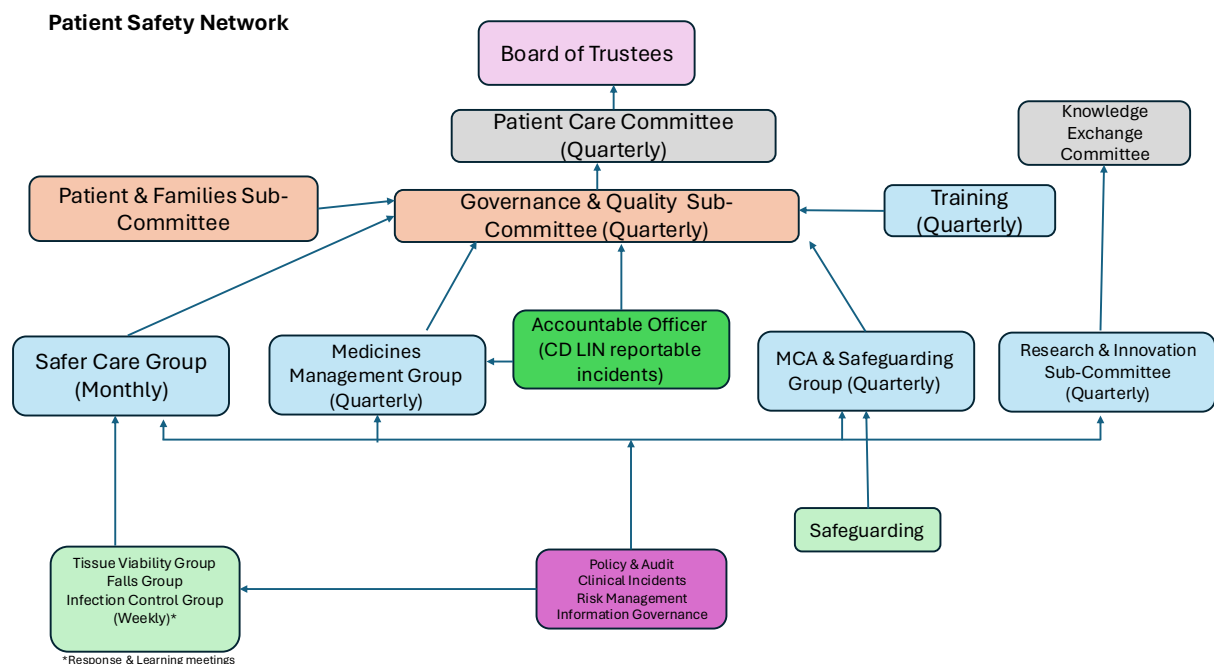 Patient Safety Network
Board of Trustees
Patient Care Committee
(Quarterly)
Knowledge
Exchange
Committee
Patient & Families Sub-
Committee
Governance & Quality Sub-
Committee (Quarterly)
Training
(Quarterly)
Safer Care Group
(Monthly)
Medicines
Management Group
(Quarterly)
Accountable Officer
(CD LIN reportable
incidents)
MCA & Safeguarding
Group (Quarterly)
Research & Innovation
Sub-Committee
(Quarterly)
Safeguarding
Tissue Viability Group
Falls Group
Infection Control Group
(Weekly)*
Policy & Audit
Clinical Incidents
Risk Management
Information Governance
*Response & Learning meetings